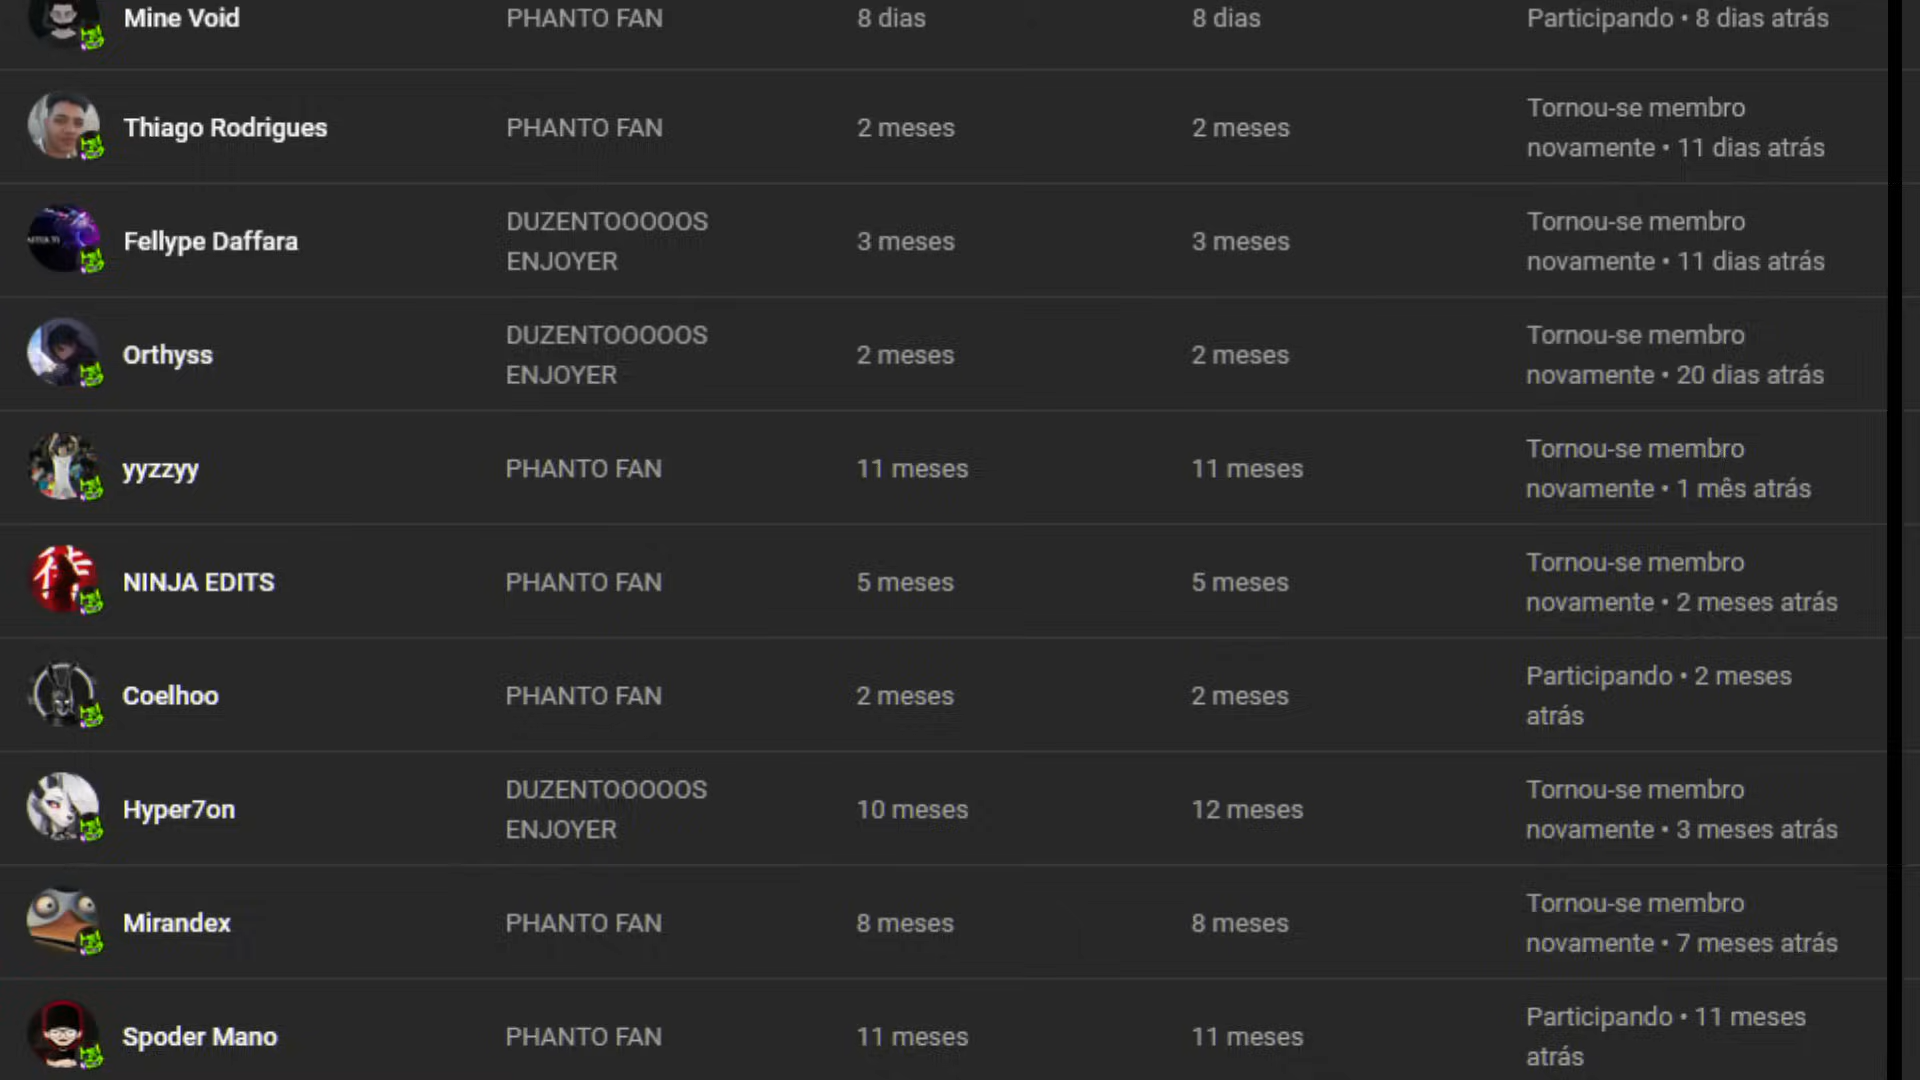 Mine Void PHANTO FAN 8 dias 8 dias Participando • 8 dias atrás
Thiago Rodrigues PHANTO FAN 2 meses 2 meses Tornou-se membro
novamente • 11 dias atrás
Fellype Daffara DUZENTOOOOOS
ENJOYER 3 meses 3 meses Tornou-se membro
novamente • 11 dias atrás
Orthyss DUZENTOOOOOS
ENJOYER 2 meses 2 meses Tornou-se membro
novamente • 20 dias atrás
yyzzyy PHANTO FAN 11 meses 11 meses Tornou-se membro
novamente • 1 mês atrás
NINJA EDITS PHANTO FAN 5 meses 5 meses Tornou-se membro
novamente • 2 meses atrás
Coelhoo PHANTO FAN 2 meses 2 meses Participando • 2 meses
atrás
Hyper7on DUZENTOOOOOS
ENJOYER 10 meses 12 meses Tornou-se membro
novamente • 3 meses atrás
Mirandex PHANTO FAN 8 meses 8 meses Tornou-se membro
novamente • 7 meses atrás
Spoder Mano PHANTO FAN 11 meses 11 meses Participando • 11 meses
atrás